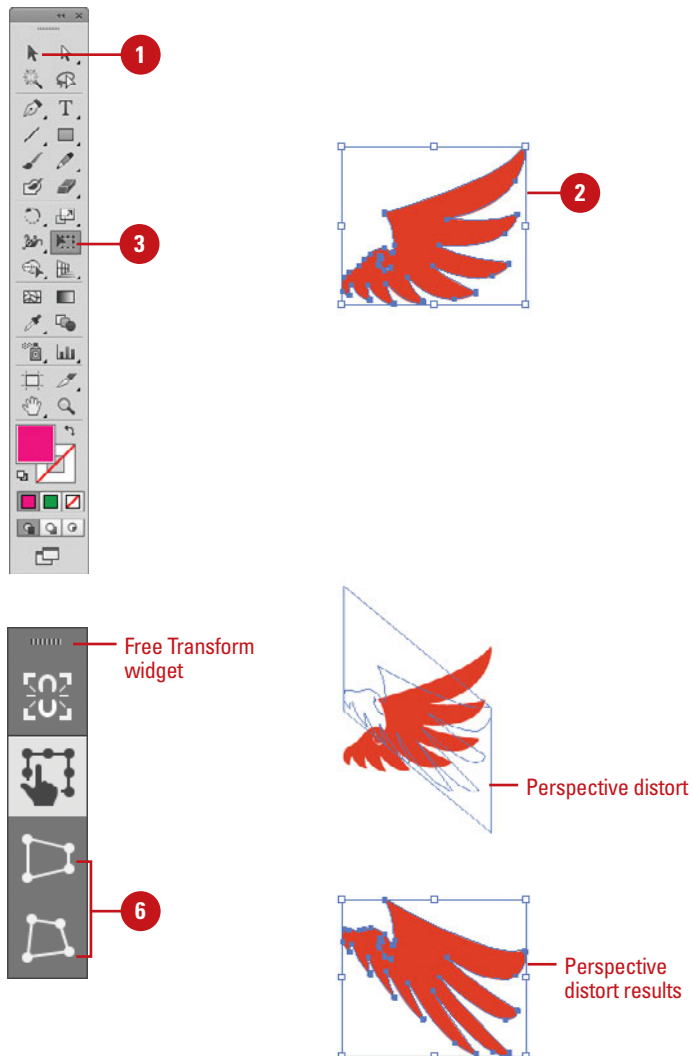 1
2
3
T
Free Transform
widget
Perspective distort
6
Perspective
distort results